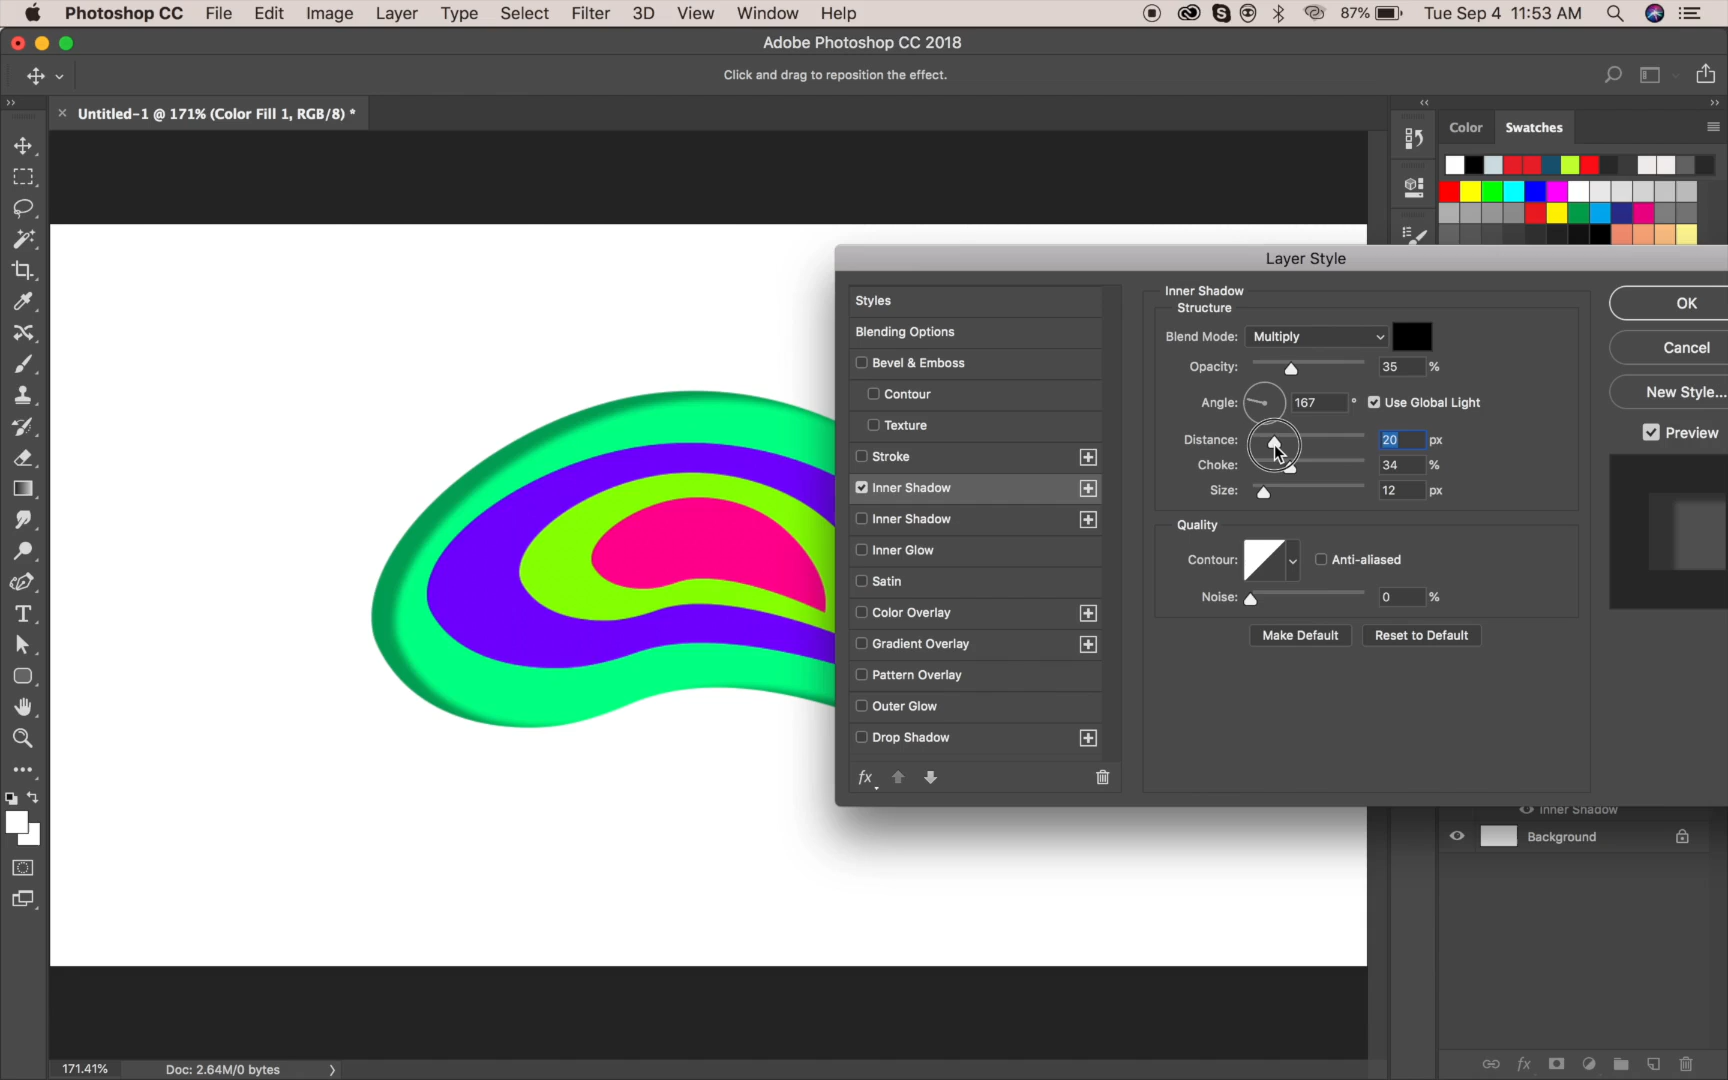 Photoshop CC File Edit Image Layer Type Select Filter 3D View Window Help 87% Tue Sep 4 11:53 AM
Adobe Photoshop CC 2018
Click and drag to reposition the effect.
Untitled-1 @ 171% (Color Fill 1, RGB/8) *
Color Swatches
Layer Style
Styles
Blending Options
Bevel & Emboss
Contour
Texture
Stroke
Inner Shadow
Inner Shadow
Inner Glow
Satin
Color Overlay
Gradient Overlay
Pattern Overlay
Outer Glow
Drop Shadow
fx
Inner Shadow
Structure
Blend Mode: Multiply
Opacity: 35 %
Angle: 167 ° Use Global Light
Distance: 20 px
Choke: 34 %
Size: 12 px
Quality
Contour: Anti-aliased
Noise: 0 %
Make Default Reset to Default
OK
Cancel
New Style...
Preview
Inner Shadow
Background
fx
171.41% Doc: 2.64M/0 bytes